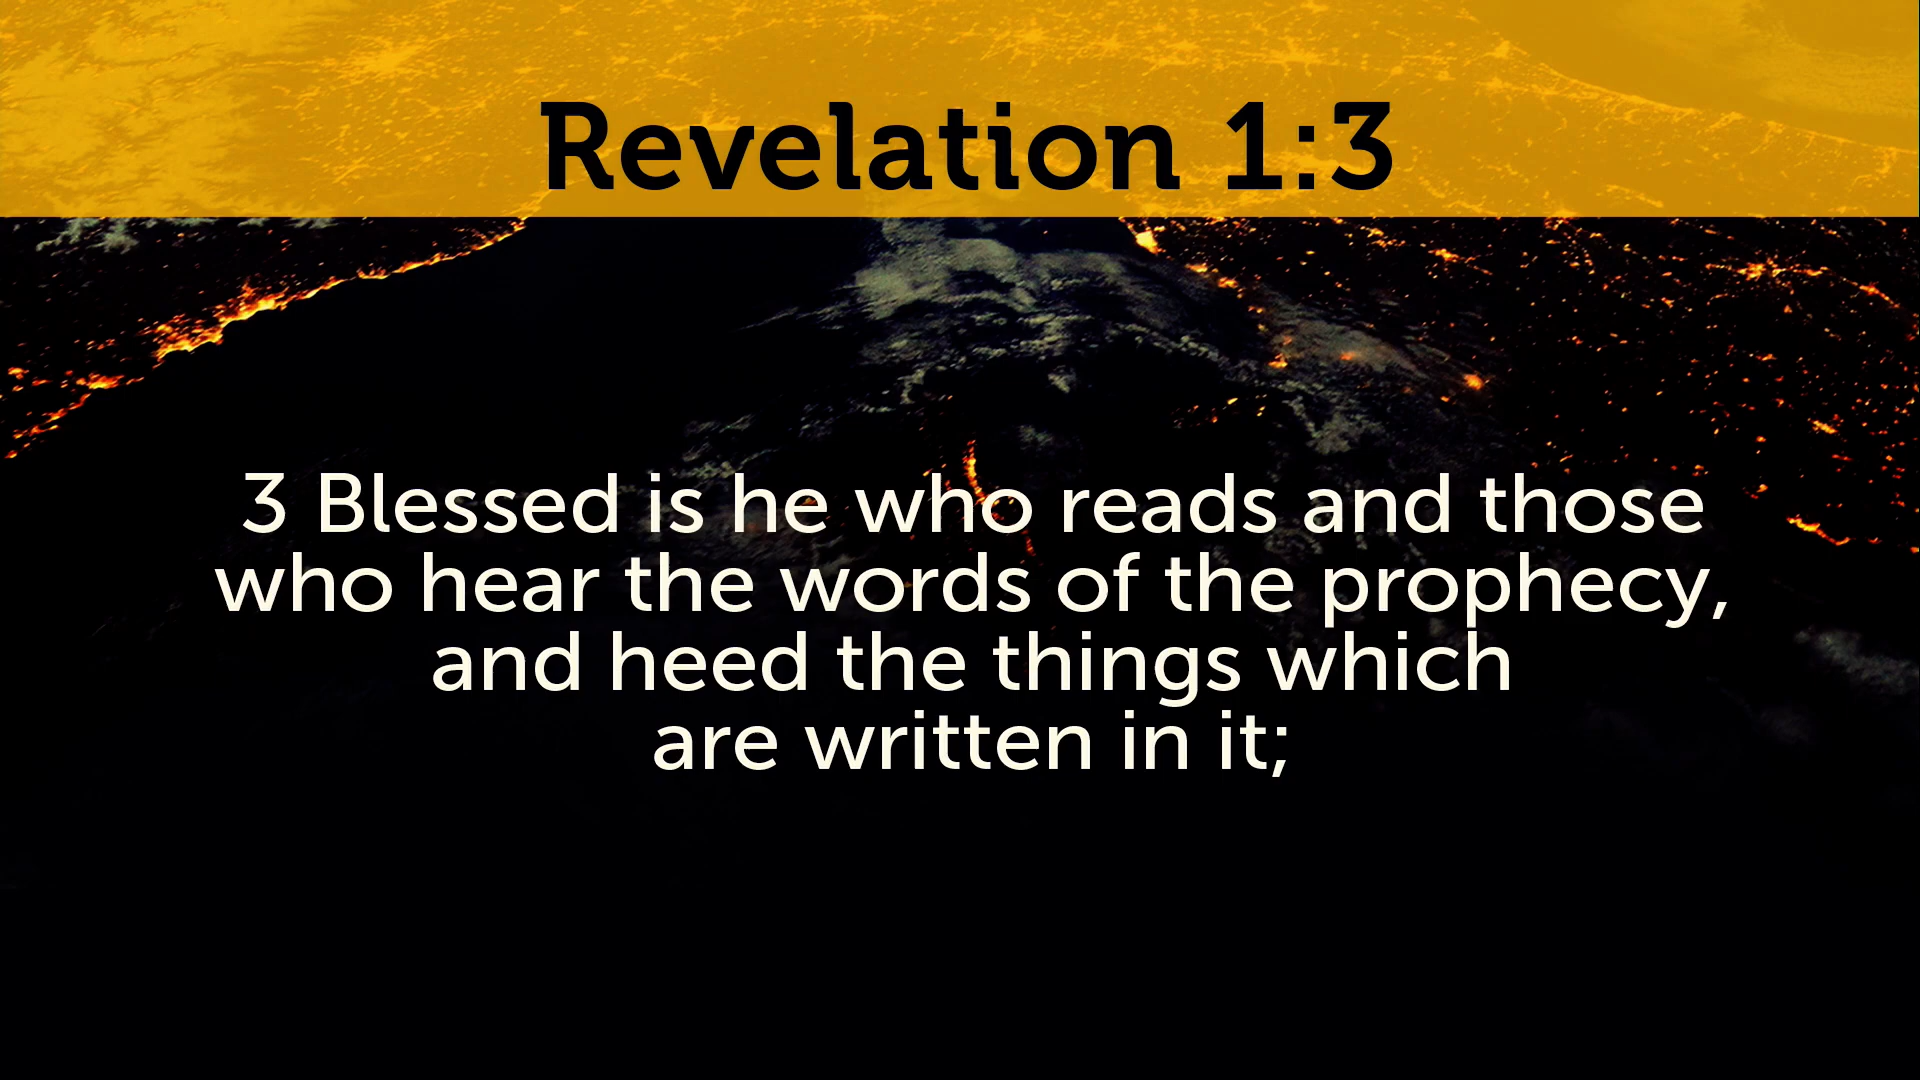 Revelation 1:3
3 Blessed is he who reads and those
who hear the words of the prophecy,
and heed the things which
are written in it;